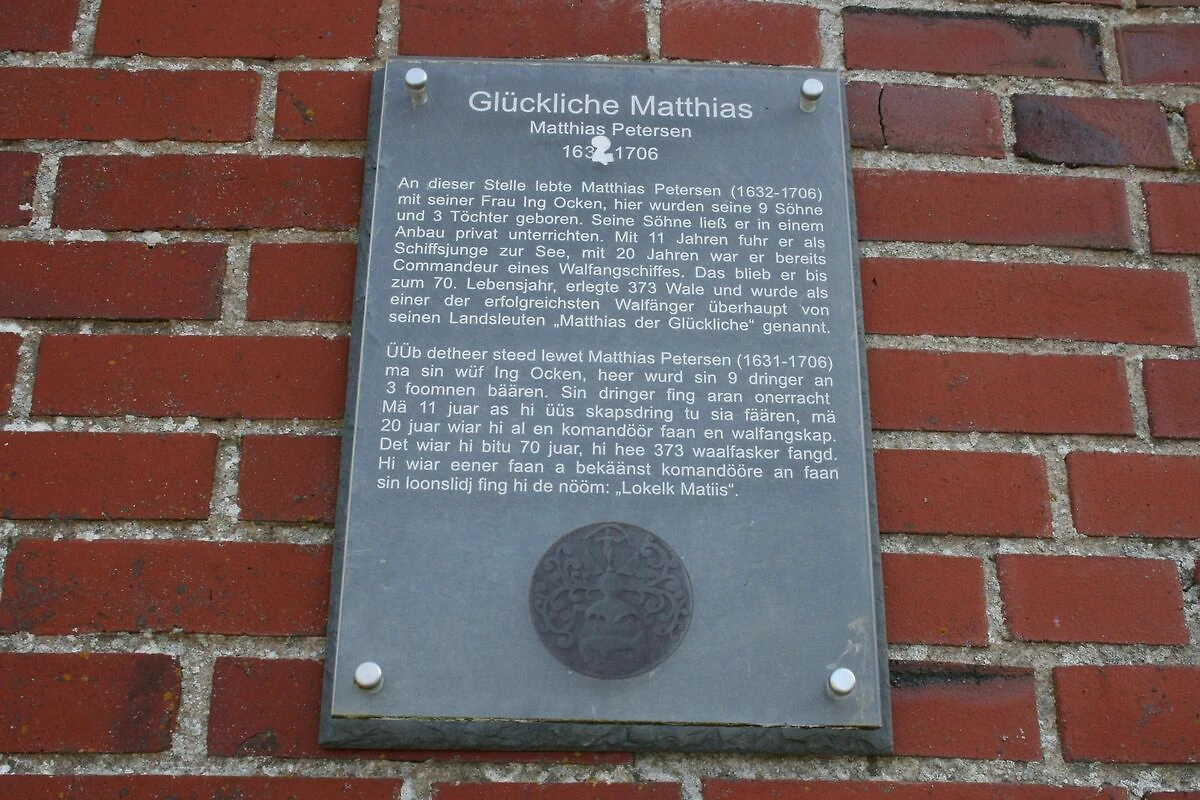 Glückliche Matthias
Matthias Petersen
1632-1706
An dieser Stelle lebte Matthias Petersen (1632-1706)
mit seiner Frau Ing Ocken, hier wurden seine 9 Söhne
und 3 Töchter geboren. Seine Söhne ließ er in einem
Anbau privat unterrichten. Mit 11 Jahren fuhr er als
Schiffsjunge zur See, mit 20 Jahren war er bereits
Commandeur eines Walfangschiffes. Das blieb er bis
zum 70. Lebensjahr, erlegte 373 Wale und wurde als
einer der erfolgreichsten Walfänger überhaupt von
seinen Landsleuten „Matthias der Glückliche“ genannt.
ÜÜb detheer steed lewet Matthias Petersen (1631-1706)
ma sin wüf Ing Ocken, heer wurd sin 9 dringer an
3 foomnen bäären. Sin dringer fing aran onerracht
Mä 11 juar as hi üüs skapsdring tu sia fäären, mä
20 juar wiar hi al en komandöör faan en walfangskap.
Det wiar hi bitu 70 juar, hi hee 373 waalfasker fangd.
Hi wiar eener faan a bekäänst komandööre an faan
sin loonslidj fing hi de nööm: „Lokelk Matiis“.